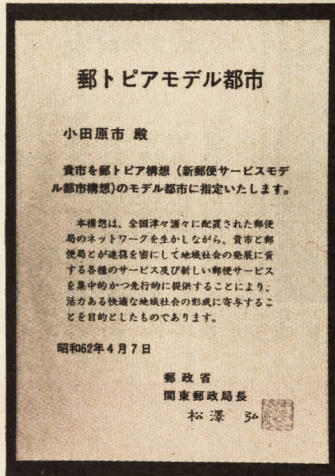 郵トピアモデル都市
小田原市 殿
貴市を郵トピア構想（新郵便サービスモデ
ル都市構想）のモデル都市に指定いたします。
本構想は、全国津々浦々に配置された郵便
局のネットワークを生かしながら、貴市と郵
便局とが連携を密にして地域社会の発展に資
する各種のサービス及び新しい郵便サービス
を集中的かつ先行的に提供することにより、
活力ある快適な地域社会の形成に寄与するこ
とを目的としたものであります。
昭和62年4月7日
郵政省
関東郵政局長
松澤 弘